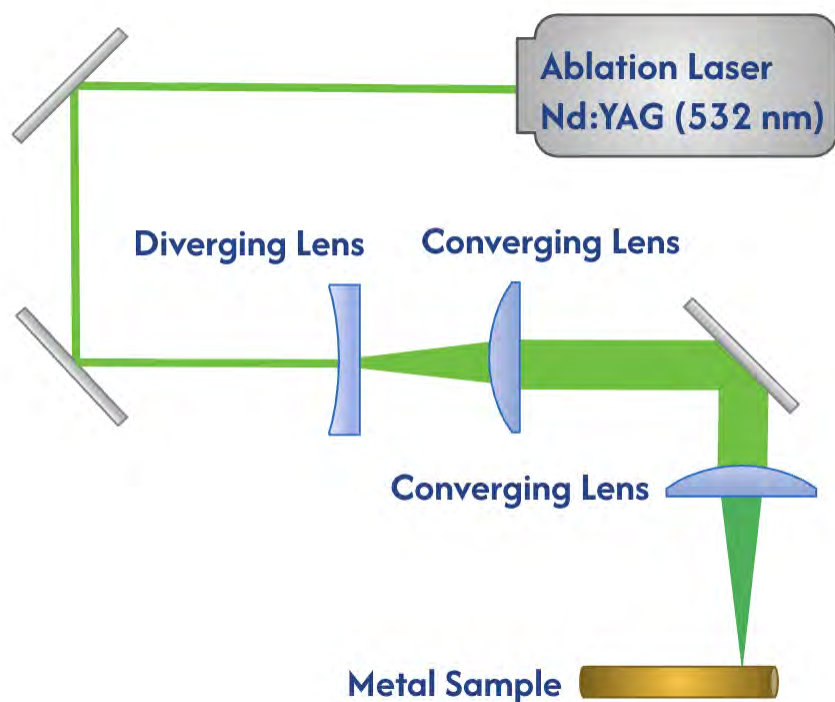 Ablation Laser
Nd:YAG (532 nm)
Diverging Lens
Converging Lens
Converging Lens
Metal Sample